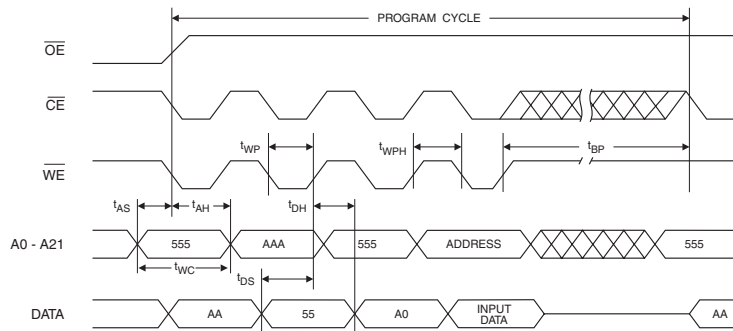 PROGRAM CYCLE
OE
CE
tWP tWPH tBP
WE
tAS tAH tDH
A0 - A21 555 AAA 555 ADDRESS 555
tWC
tDS
DATA AA 55 A0 INPUT DATA AA